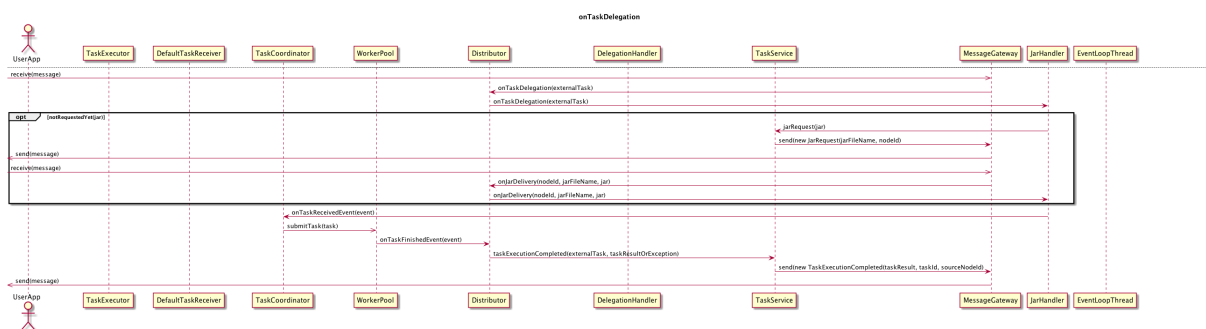 onTaskDelegation
UserApp
TaskExecutor
DefaultTaskReceiver
TaskCoordinator
WorkerPool
Distributor
DelegationHandler
TaskService
MessageGateway
JarHandler
EventLoopThread
receive(message)
onTaskDelegation(externalTask)
onTaskDelegation(externalTask)
opt [notRequestedYet(jar)]
jarRequest(jar)
send(new JarRequest(jarFileName, nodeId)
send(message)
receive(message)
onJarDelivery(nodeId, jarFileName, jar)
onJarDelivery(nodeId, jarFileName, jar)
onTaskReceivedEvent(event)
submitTask(task)
onTaskFinishedEvent(event)
taskExecutionCompleted(externalTask, taskResultOrException)
send(new TaskExecutionCompleted(taskResult, taskId, sourceNodeId)
send(message)
UserApp
TaskExecutor
DefaultTaskReceiver
TaskCoordinator
WorkerPool
Distributor
DelegationHandler
TaskService
MessageGateway
JarHandler
EventLoopThread